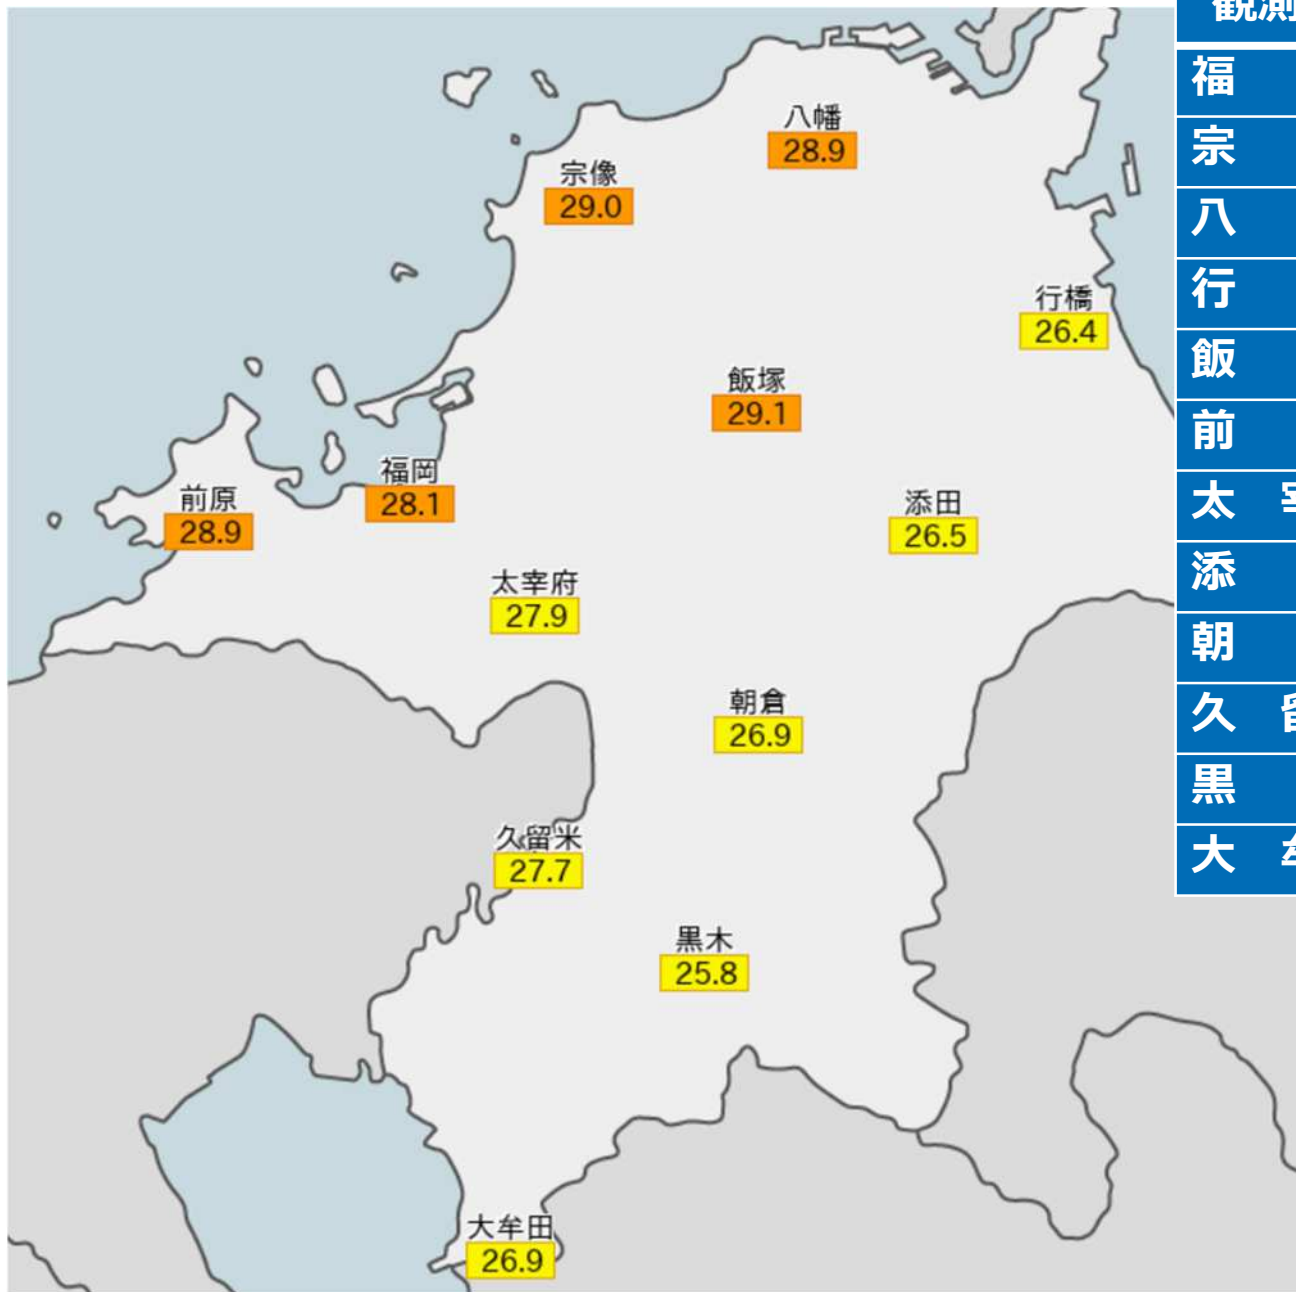 八幡
28.9
宗像
29.0
行橋
26.4
飯塚
29.1
福岡
28.1
前原
28.9
添田
26.5
太宰府
27.9
朝倉
26.9
久留米
27.7
黒木
25.8
大牟田
26.9
観測
福
宗
八
行
飯
前
太
添
朝
久
黒
大